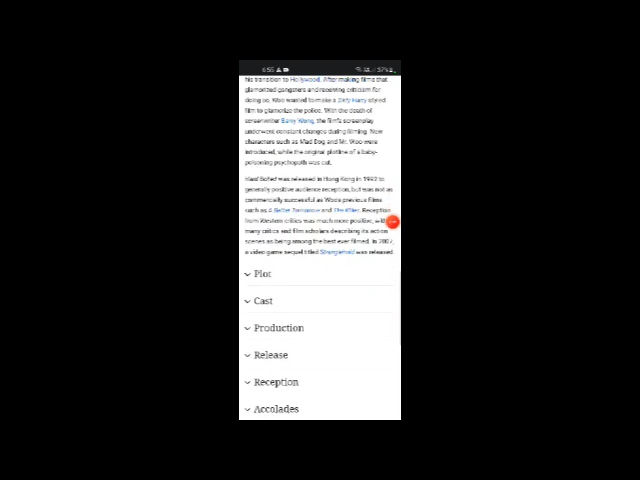 6:55
57%
his transition to Hollywood. After making films that
glamorized gangsters and receiving criticism for
doing so, Woo wanted to make a Dirty Harry styled
film to glamorize the police. With the death of
screenwriter Barry Wong, the film's screenplay
underwent constant changes during filming. New
characters such as Mad Dog and Mr. Woo were
introduced, while the original plotline of a baby-
poisoning psychopath was cut.
Hard Boiled was released in Hong Kong in 1992 to
generally positive audience reception, but was not as
commercially successful as Woo's previous films
such as A Better Tomorrow and The Killer. Reception
from Western critics was much more positive, with
many critics and film scholars describing its action
scenes as being among the best ever filmed. In 2007,
a video game sequel titled Stranglehold was released.
Plot
Cast
Production
Release
Reception
Accolades